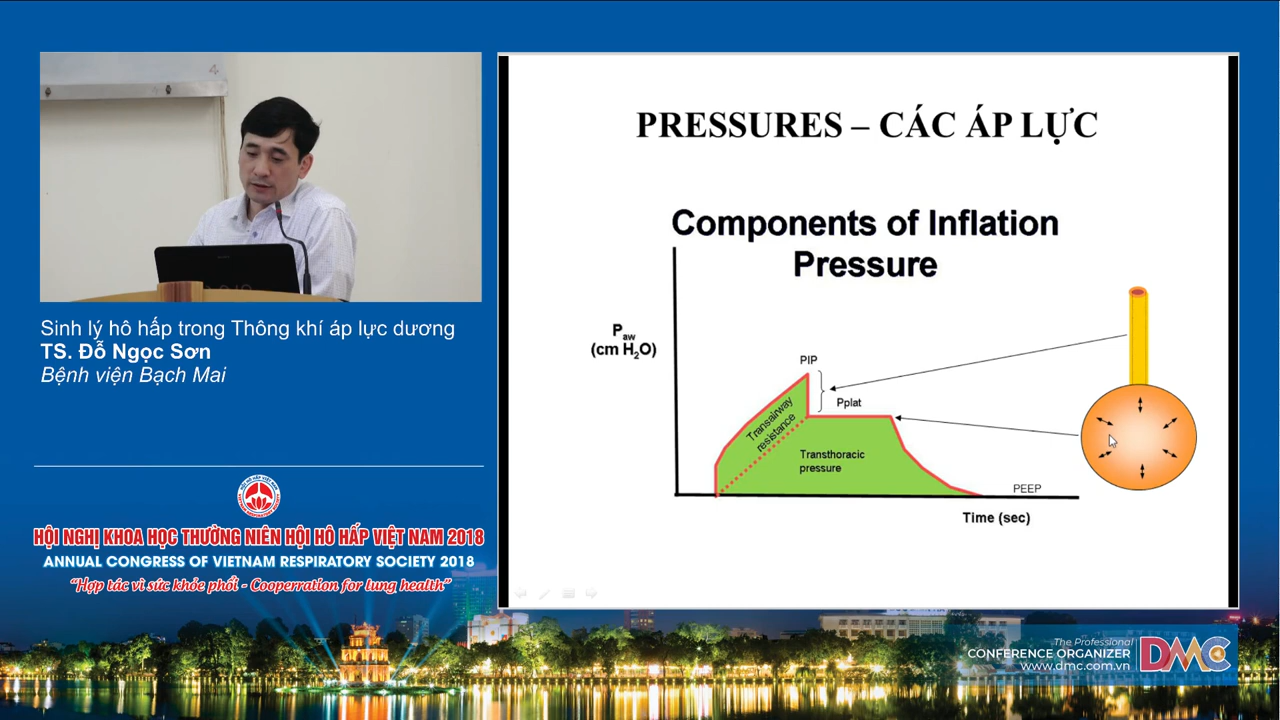 PRESSURES – CÁC ÁP LỰC
Components of Inflation
Pressure
Paw
(cm H2O)
PIP
Pplat
Transairway
resistance
Transthoracic
pressure
PEEP
Time (sec)
Sinh lý hô hấp trong Thông khí áp lực dương
TS. Đỗ Ngọc Sơn
Bệnh viện Bạch Mai
HỘI NGHỊ KHOA HỌC THƯỜNG NIÊN HỘI HÔ HẤP VIỆT NAM 2018
ANNUAL CONGRESS OF VIETNAM RESPIRATORY SOCIETY 2018
“Hợp tác vì sức khỏe phổi - Cooperration for lung health”
The Professional
CONFERENCE ORGANIZER
www.dmc.com.vn
DMC